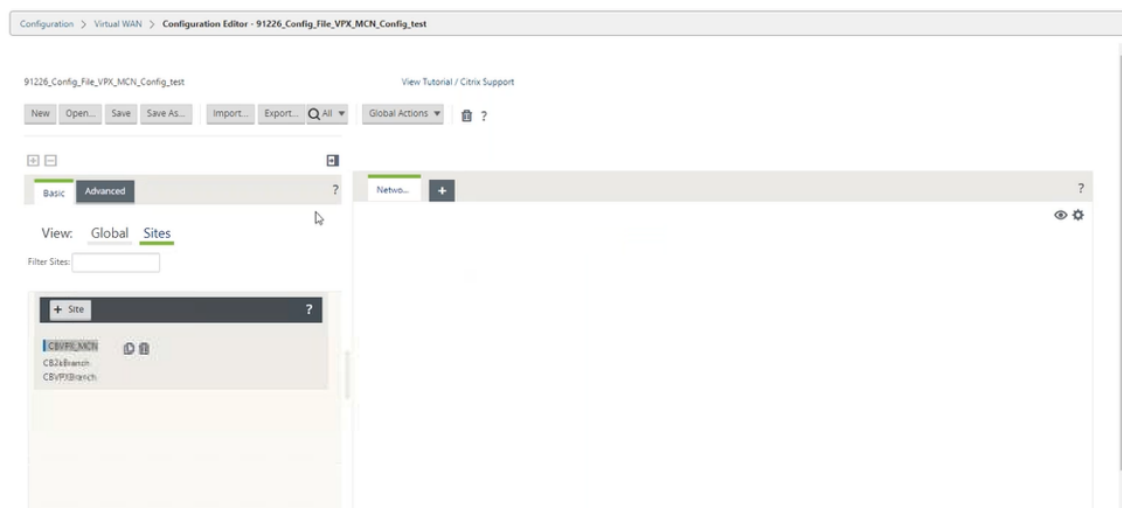 Configuration > Virtual WAN > Configuration Editor - 91226_Config_File_VPX_MCN_Config_test
91226_Config_File_VPX_MCN_Config_test View Tutorial / Citrix Support
New Open... Save Save As... Import... Export... All Global Actions ?
Basic Advanced ? Netwo... + ?
View: Global Sites
Filter Sites:
+ Site ?
CB2kBranch
CBVPXBranch